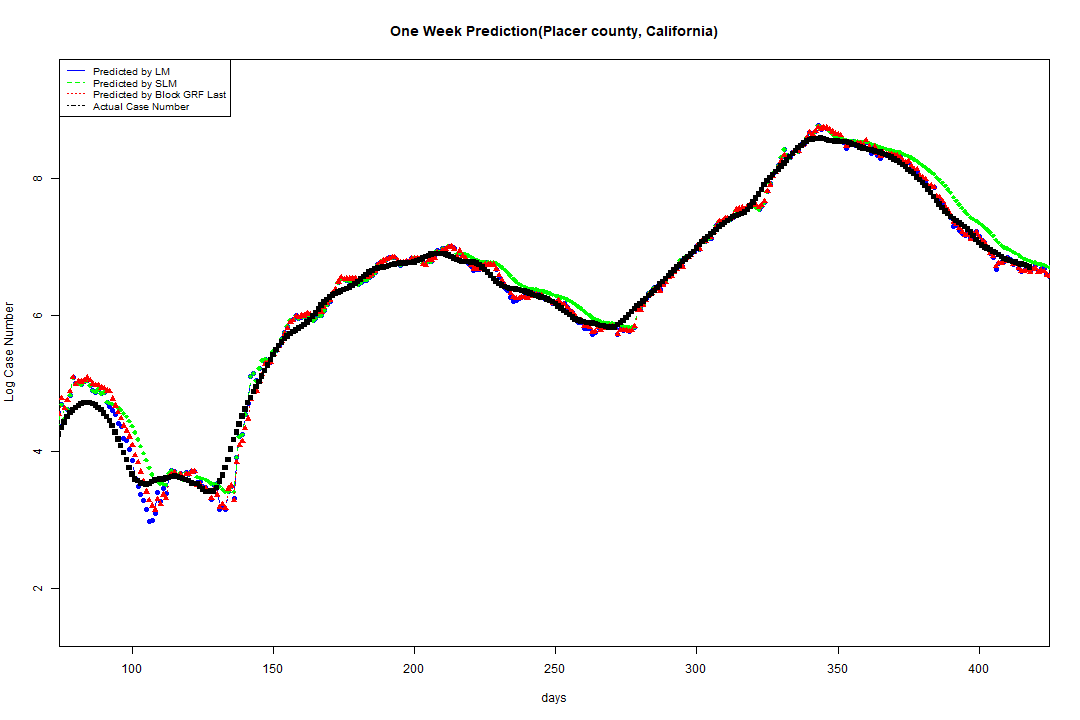 One Week Prediction(Placer county, California)
Predicted by LM
Predicted by SLM
Predicted by Block GRF Last
Actual Case Number
Log Case Number
8
6
4
2
100 150 200 250 300 350 400
days